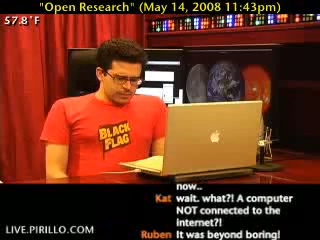 "Open Research" (May 14, 2008 11:43pm)
57.8°F
BLACK
FLAG
now..
Kat wait. what?! A computer
NOT connected to the
internet?!
Ruben It was beyond boring!
LIVE.PIRILLO.COM